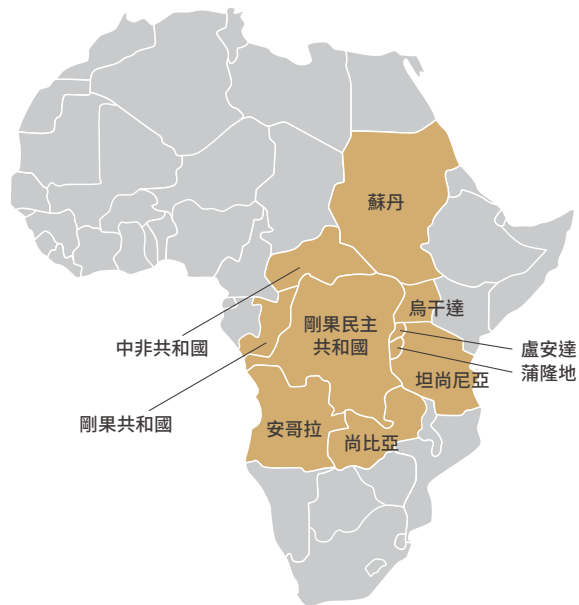 蘇丹
烏干達
剛果民主
共和國
中非共和國
盧安達
蒲隆地
坦尚尼亞
剛果共和國
安哥拉
尚比亞